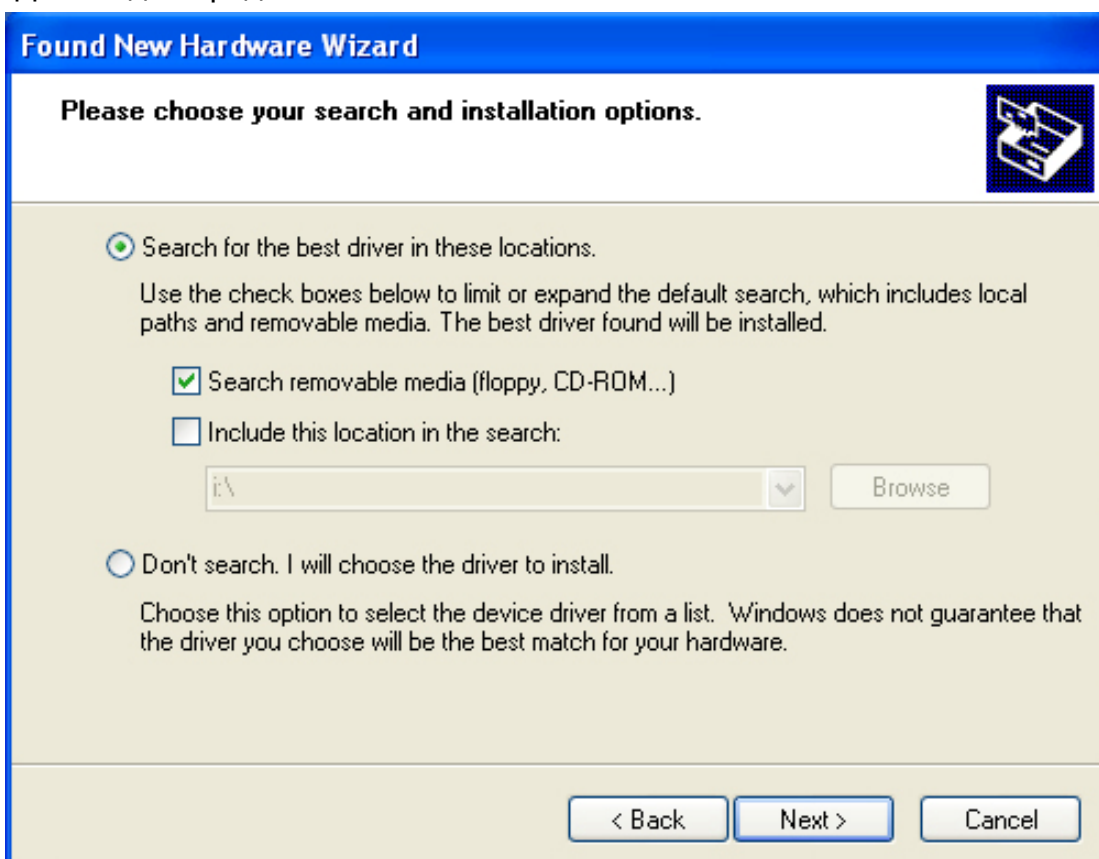 Found New Hardware Wizard
Please choose your search and installation options.
Search for the best driver in these locations.
Use the check boxes below to limit or expand the default search, which includes local
paths and removable media. The best driver found will be installed.
Search removable media (floppy, CD-ROM...)
Include this location in the search:
i:\
Browse
Don't search. I will choose the driver to install.
Choose this option to select the device driver from a list. Windows does not guarantee that
the driver you choose will be the best match for your hardware.
< Back
Next >
Cancel